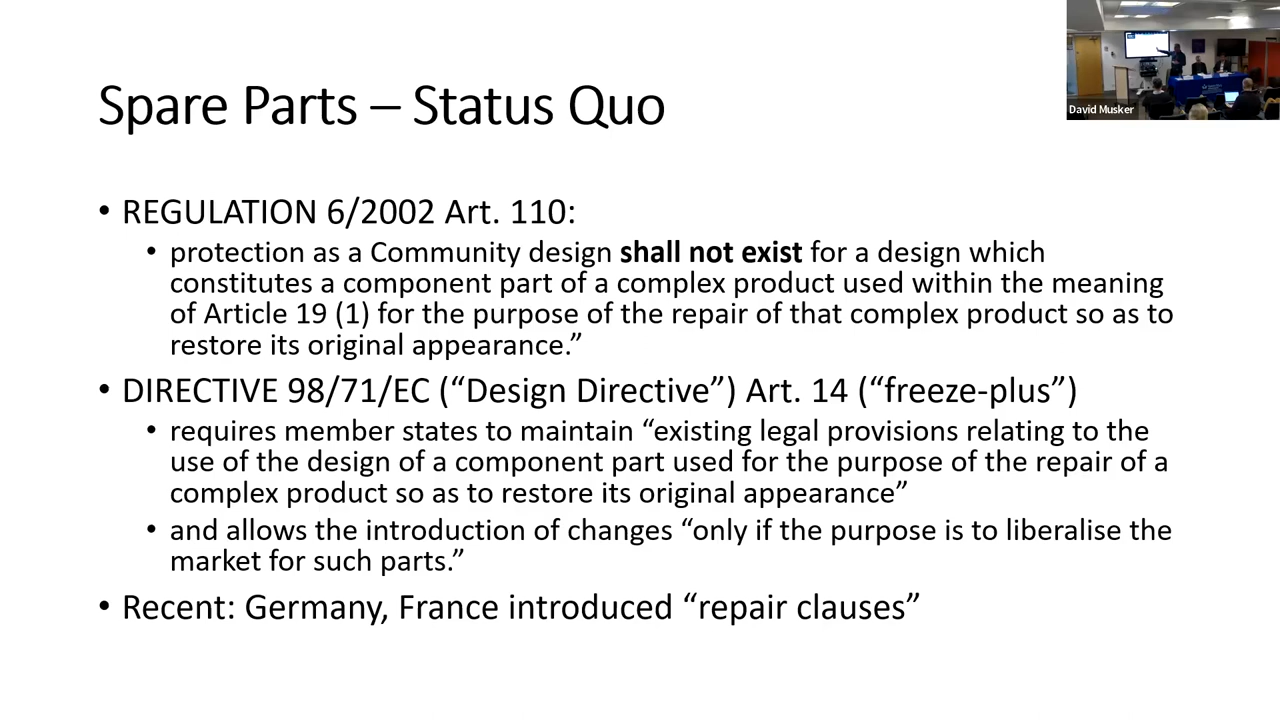 Spare Parts – Status Quo
David Musker
• REGULATION 6/2002 Art. 110:
• protection as a Community design shall not exist for a design which
constitutes a component part of a complex product used within the meaning
of Article 19 (1) for the purpose of the repair of that complex product so as to
restore its original appearance.”
• DIRECTIVE 98/71/EC (“Design Directive”) Art. 14 (“freeze-plus”)
• requires member states to maintain “existing legal provisions relating to the
use of the design of a component part used for the purpose of the repair of a
complex product so as to restore its original appearance”
• and allows the introduction of changes “only if the purpose is to liberalise the
market for such parts.”
• Recent: Germany, France introduced “repair clauses”